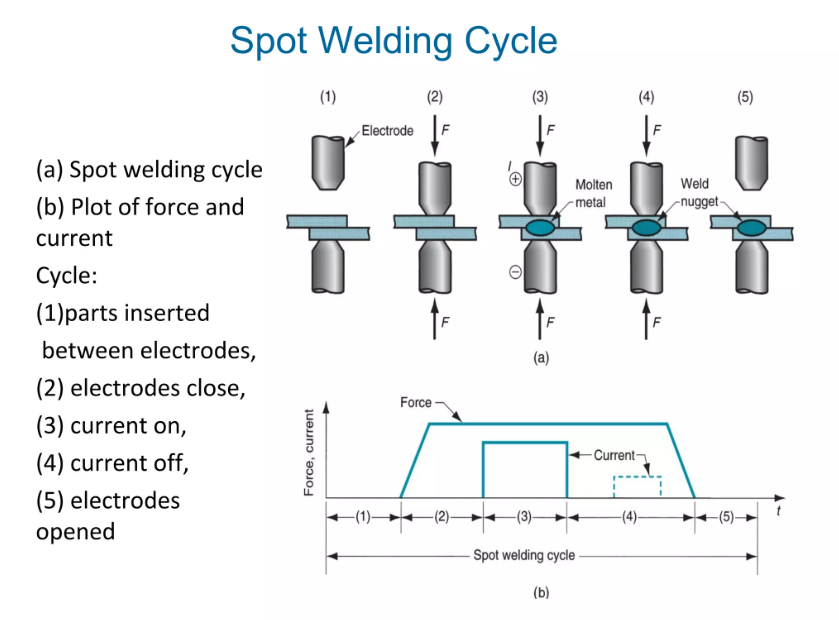 Spot Welding Cycle
(a) Spot welding cycle
(b) Plot of force and
current
Cycle:
(1)parts inserted
between electrodes,
(2) electrodes close,
(3) current on,
(4) current off,
(5) electrodes
opened
(1)
(2)
(3)
(4)
(5)
Electrode
F
F
F
I
+
Molten
metal
Weld
nugget
−
F
F
F
(a)
Force
Force, current
Current
(1)
(2)
(3)
(4)
(5)
t
Spot welding cycle
(b)